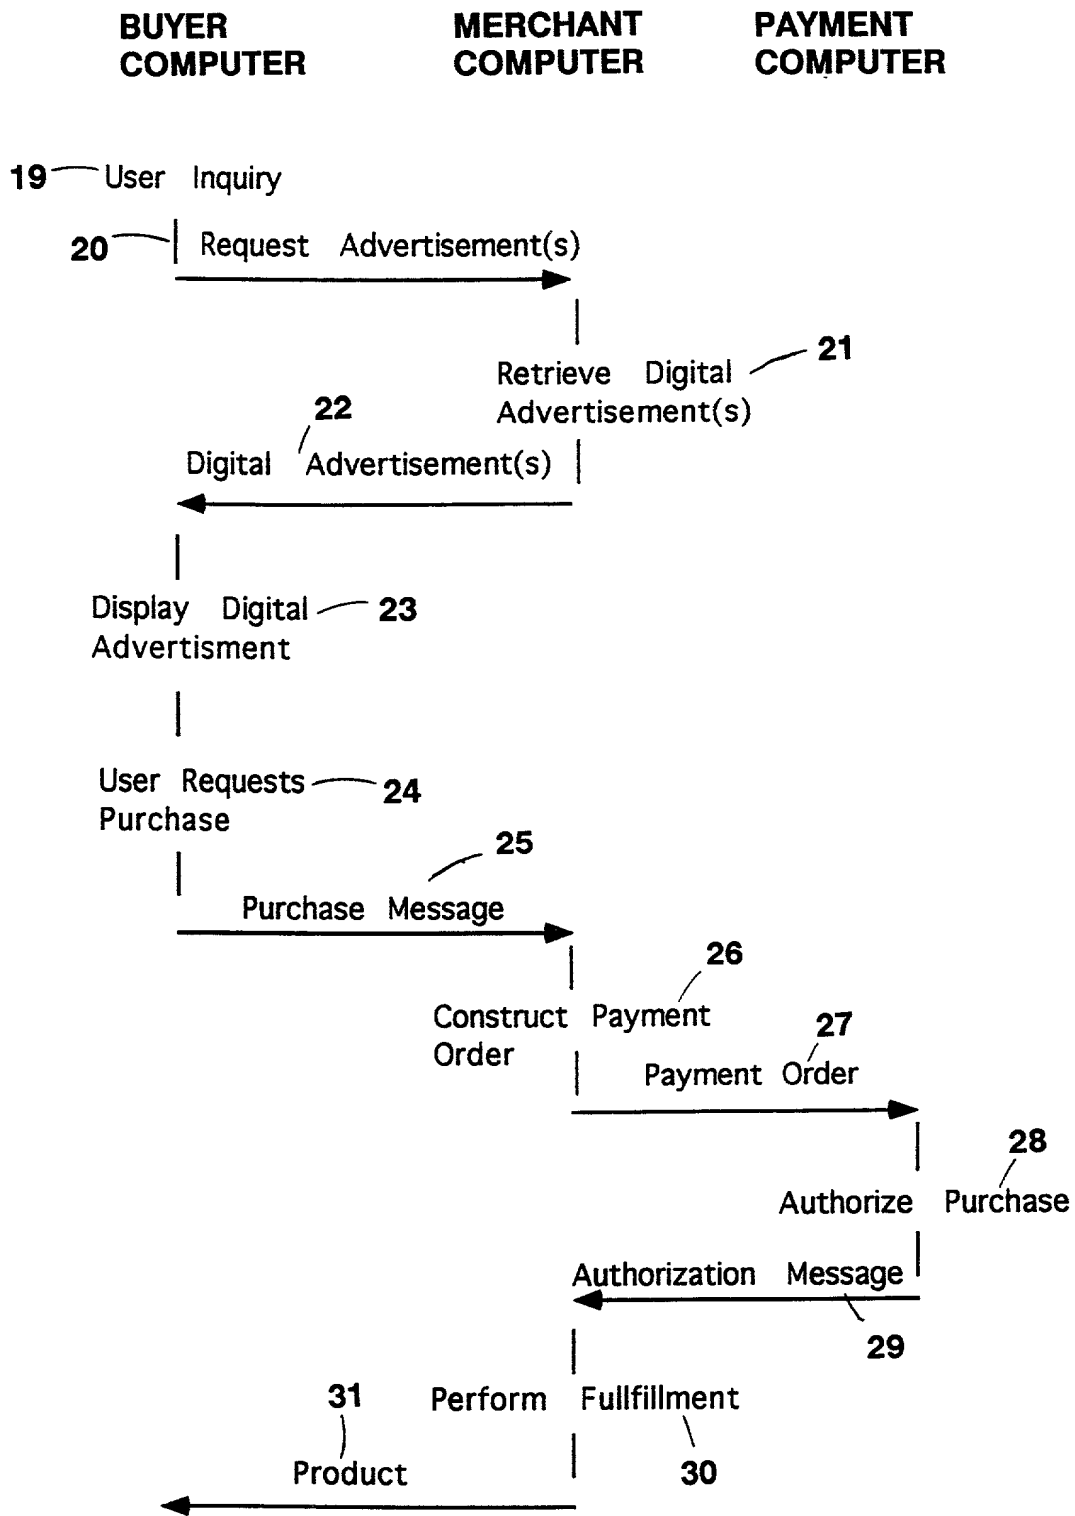 BUYER COMPUTER
MERCHANT COMPUTER
PAYMENT COMPUTER
19 User Inquiry
20 Request Advertisement(s)
21
Retrieve Digital
Advertisement(s)
22
Digital Advertisement(s)
Display Digital 23
Advertisment
User Requests 24
Purchase
25
Purchase Message
26
Construct Payment
Order
27
Payment Order
28
Authorize Purchase
Authorization Message
29
31
Perform Fullfillment
30
Product